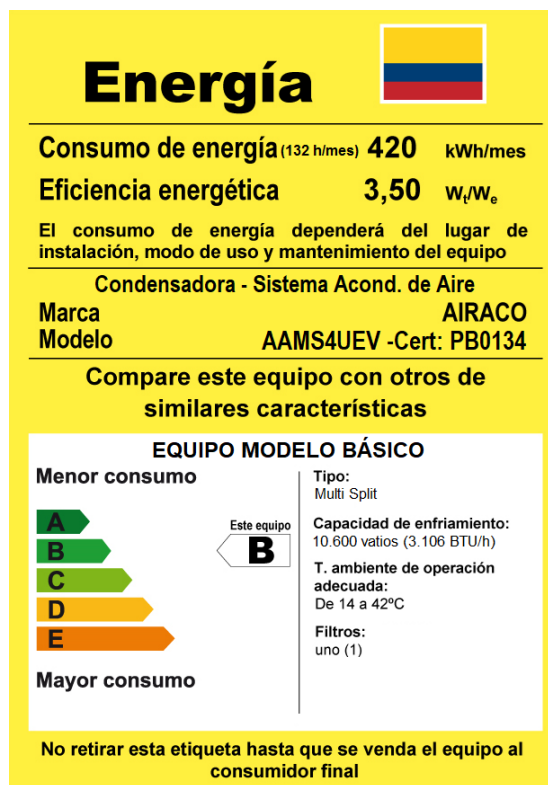 Energía
Consumo de energía (132 h/mes) 420 kWh/mes
Eficiencia energética 3,50 Wt/We
El consumo de energía dependerá del lugar de
instalación, modo de uso y mantenimiento del equipo
Condensadora - Sistema Acond. de Aire
Marca AIRACO
Modelo AAMS4UEV -Cert: PB0134
Compare este equipo con otros de
similares características
EQUIPO MODELO BÁSICO
Menor consumo
A
B
C
D
E
Mayor consumo
Este equipo
B
Tipo:
Multi Split
Capacidad de enfriamiento:
10.600 vatios (3.106 BTU/h)
T. ambiente de operación
adecuada:
De 14 a 42ºC
Filtros:
uno (1)
No retirar esta etiqueta hasta que se venda el equipo al
consumidor final